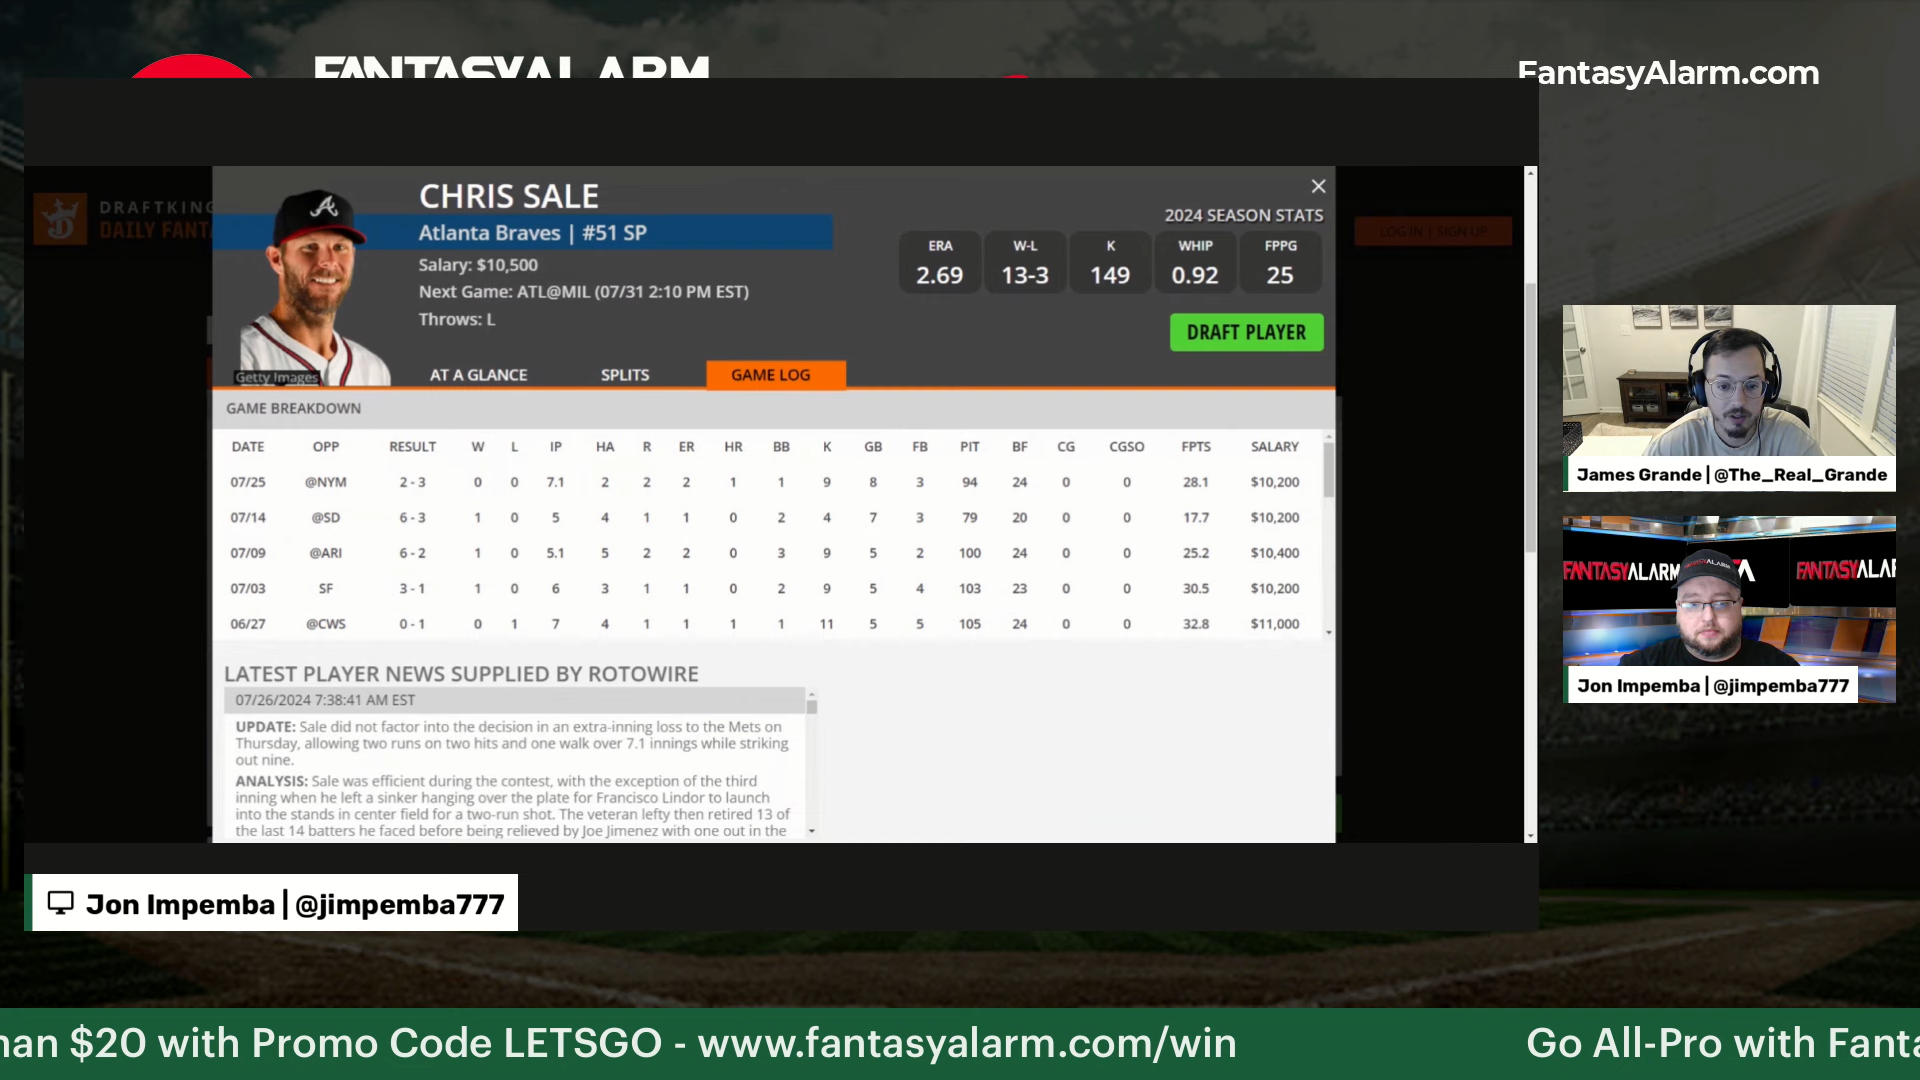 FANTASYALARM
FantasyAlarm.com
DRAFTKING
DAILY FANT
CHRIS SALE
Atlanta Braves | #51 SP
Salary: $10,500
Next Game: ATL@MIL (07/31 2:10 PM EST)
Throws: L
Getty Images
2024 SEASON STATS
ERA W-L K WHIP FPPG
2.69 13-3 149 0.92 25
DRAFT PLAYER
LOG IN | SIGN UP
AT A GLANCE SPLITS GAME LOG
GAME BREAKDOWN
DATE OPP RESULT W L IP HA R ER HR BB K GB FB PIT BF CG CGSO FPTS SALARY
07/25 @NYM 2 - 3 0 0 7.1 2 2 2 1 1 9 8 3 94 24 0 0 28.1 $10,200
07/14 @SD 6 - 3 1 0 5 4 1 1 0 2 4 7 3 79 20 0 0 17.7 $10,200
07/09 @ARI 6 - 2 1 0 5.1 5 2 2 0 3 9 5 2 100 24 0 0 25.2 $10,400
07/03 SF 3 - 1 1 0 6 3 1 1 0 2 9 5 4 103 23 0 0 30.5 $10,200
06/27 @CWS 0 - 1 0 1 7 4 1 1 1 1 11 5 5 105 24 0 0 32.8 $11,000
LATEST PLAYER NEWS SUPPLIED BY ROTOWIRE
07/26/2024 7:38:41 AM EST
UPDATE: Sale did not factor into the decision in an extra-inning loss to the Mets on
Thursday, allowing two runs on two hits and one walk over 7.1 innings while striking
out nine.
ANALYSIS: Sale was efficient during the contest, with the exception of the third
inning when he left a sinker hanging over the plate for Francisco Lindor to launch
into the stands in center field for a two-run shot. The veteran lefty then retired 13 of
the last 14 batters he faced before being relieved by Joe Jimenez with one out in the
James Grande | @The_Real_Grande
FANTASYALARM
FANTASYALAR
Jon Impemba | @jimpemba777
Jon Impemba | @jimpemba777
han $20 with Promo Code LETSGO - www.fantasyalarm.com/win
Go All-Pro with Fanta